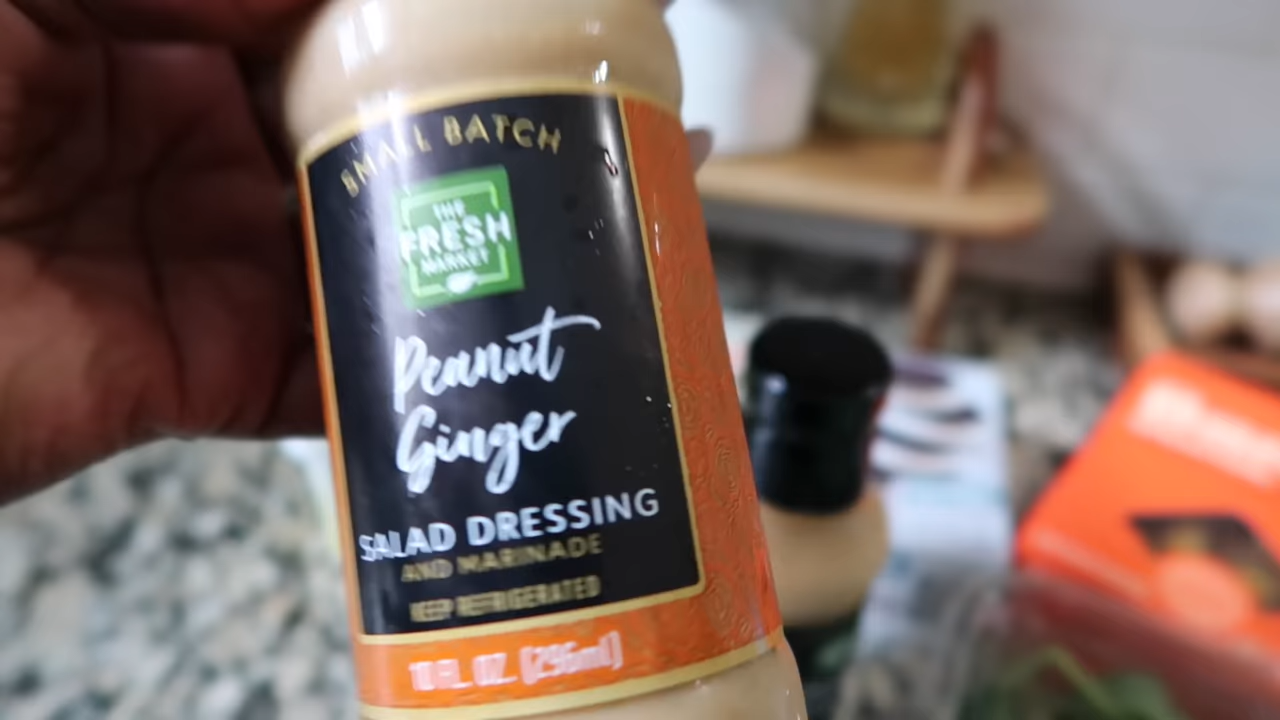 SMALL BATCH
THE
FRESH
MARKET
Peanut
Ginger
SALAD DRESSING
AND MARINADE
KEEP REFRIGERATED
10 FL. OZ. (296ml)